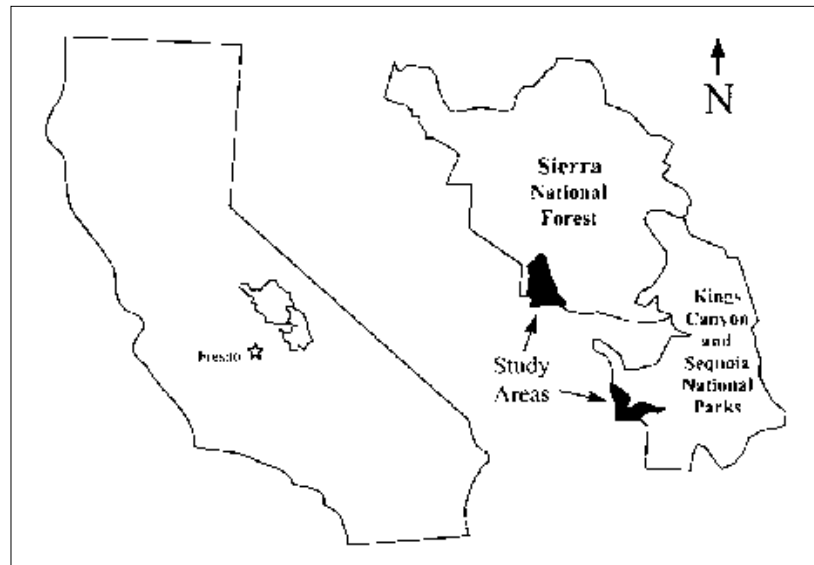 N
Sierra
National
Forest
Kings
Canyon
and
Sequoia
National
Parks
Study
Areas
Fresno